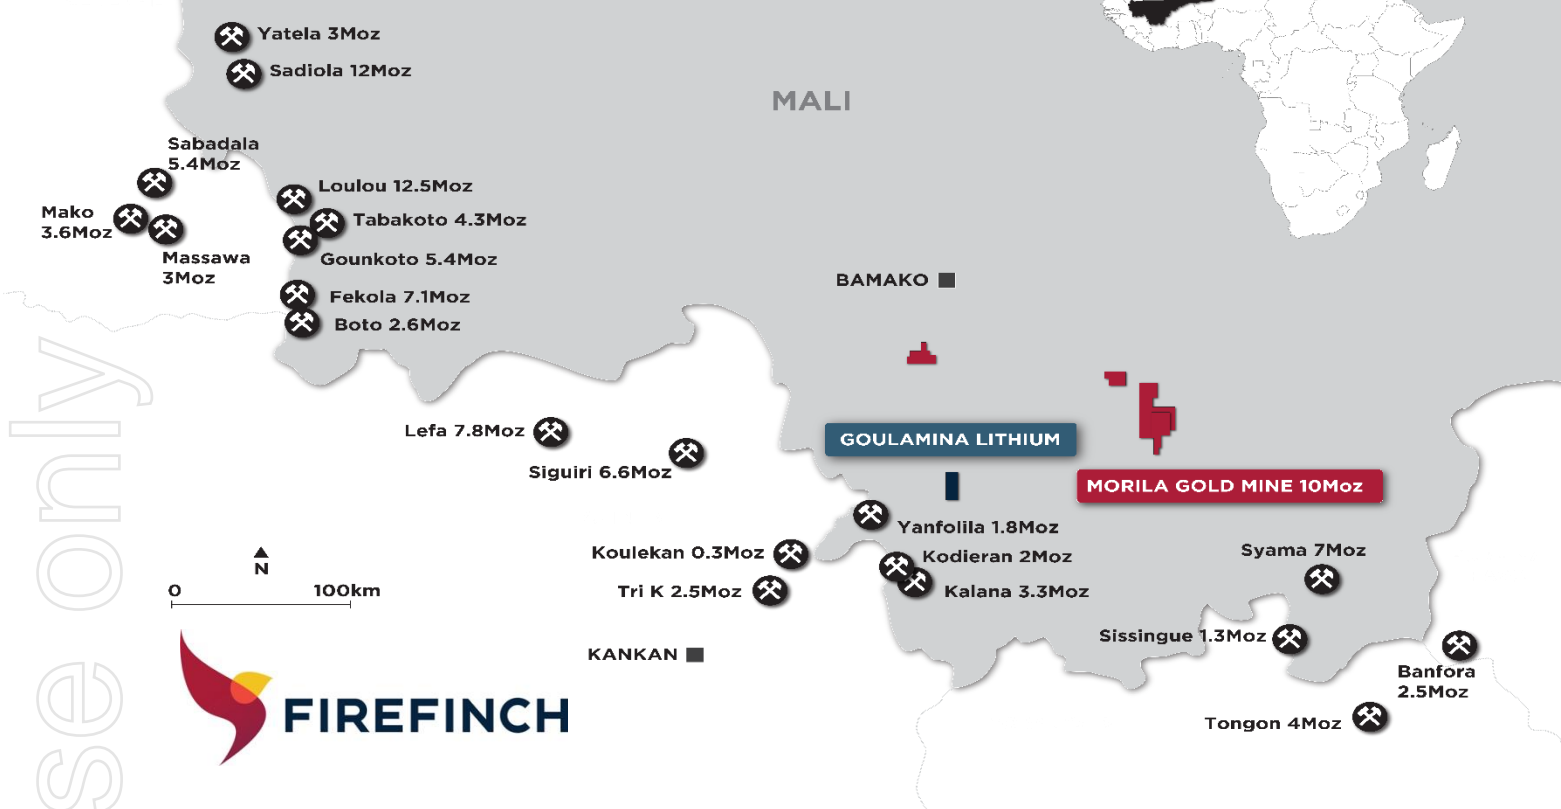 Yatela 3Moz
Sadiola 12Moz
MALI
Sabadala
5.4Moz
Loulou 12.5Moz
Mako
3.6Moz
Tabakoto 4.3Moz
Massawa
3Moz
Gounkoto 5.4Moz
BAMAKO
Fekola 7.1Moz
Boto 2.6Moz
Lefa 7.8Moz
GOULAMINA LITHIUM
Siguiri 6.6Moz
MORILA GOLD MINE 10Moz
Yanfolila 1.8Moz
Koulekan 0.3Moz
Kodieran 2Moz
Syama 7Moz
N
0 100km
Tri K 2.5Moz
Kalana 3.3Moz
Sissingue 1.3Moz
KANKAN
Banfora
2.5Moz
FIREFINCH
Tongon 4Moz
se only